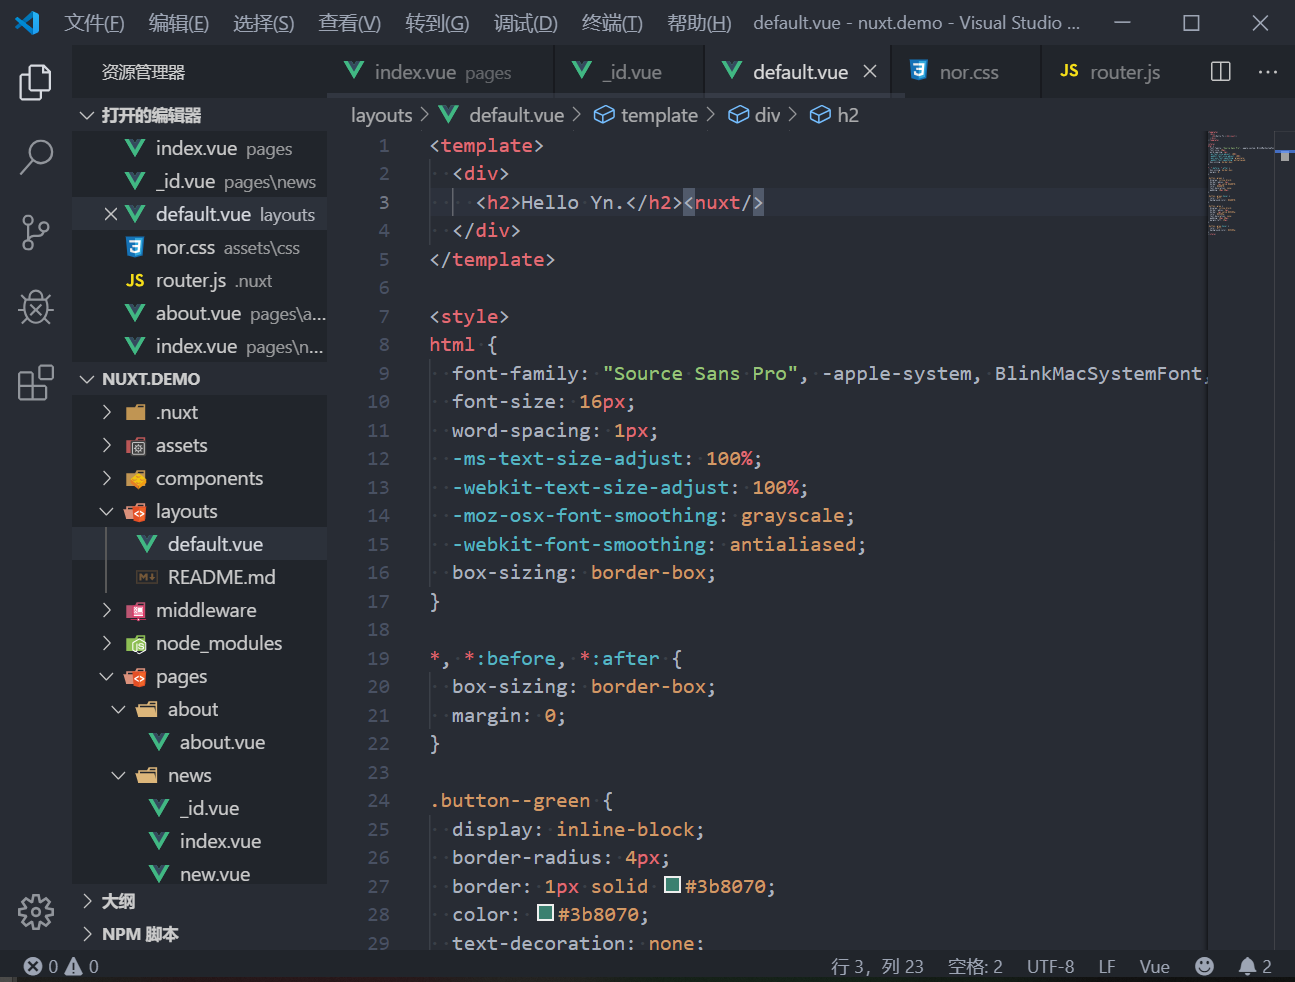 文件(F) 编辑(E) 选择(S) 查看(V) 转到(G) 调试(D) 终端(T) 帮助(H) default.vue - nuxt.demo - Visual Studio ...
资源管理器
index.vue pages _id.vue default.vue nor.css JS router.js
打开的编辑器
index.vue pages
_id.vue pages\news
default.vue layouts
nor.css assets\css
JS router.js .nuxt
about.vue pages\a...
index.vue pages\n...
NUXT.DEMO
.nuxt
assets
components
layouts
default.vue
README.md
middleware
node_modules
pages
about
about.vue
news
_id.vue
index.vue
new.vue
大纲
NPM 脚本
layouts > default.vue > template > div > h2
1 <template>
2 <div>
3 <h2>Hello Yn.</h2><nuxt/>
4 </div>
5 </template>
6
7 <style>
8 html {
9 font-family: "Source Sans Pro", -apple-system, BlinkMacSystemFont,
10 font-size: 16px;
11 word-spacing: 1px;
12 -ms-text-size-adjust: 100%;
13 -webkit-text-size-adjust: 100%;
14 -moz-osx-font-smoothing: grayscale;
15 -webkit-font-smoothing: antialiased;
16 box-sizing: border-box;
17 }
18
19 *, *:before, *:after {
20 box-sizing: border-box;
21 margin: 0;
22 }
23
24 .button--green {
25 display: inline-block;
26 border-radius: 4px;
27 border: 1px solid #3b8070;
28 color: #3b8070;
29 text-decoration: none;
0 0 行 3，列 23 空格: 2 UTF-8 LF Vue 2